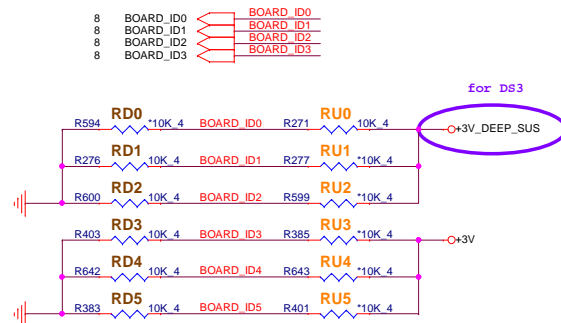 8 BOARD_ID0 BOARD_ID0
8 BOARD_ID1 BOARD_ID1
8 BOARD_ID2 BOARD_ID2
8 BOARD_ID3 BOARD_ID3
for DS3
RD0 RU0
R594 *10K_4 BOARD_ID0 R271 10K_4 +3V_DEEP_SUS
RD1 RU1
R276 10K_4 BOARD_ID1 R277 *10K_4
RD2 RU2
R600 10K_4 BOARD_ID2 R599 *10K_4
RD3 RU3
R403 10K_4 BOARD_ID3 R385 *10K_4 +3V
RD4 RU4
R642 10K_4 BOARD_ID4 R643 *10K_4
RD5 RU5
R383 10K_4 BOARD_ID5 R401 *10K_4